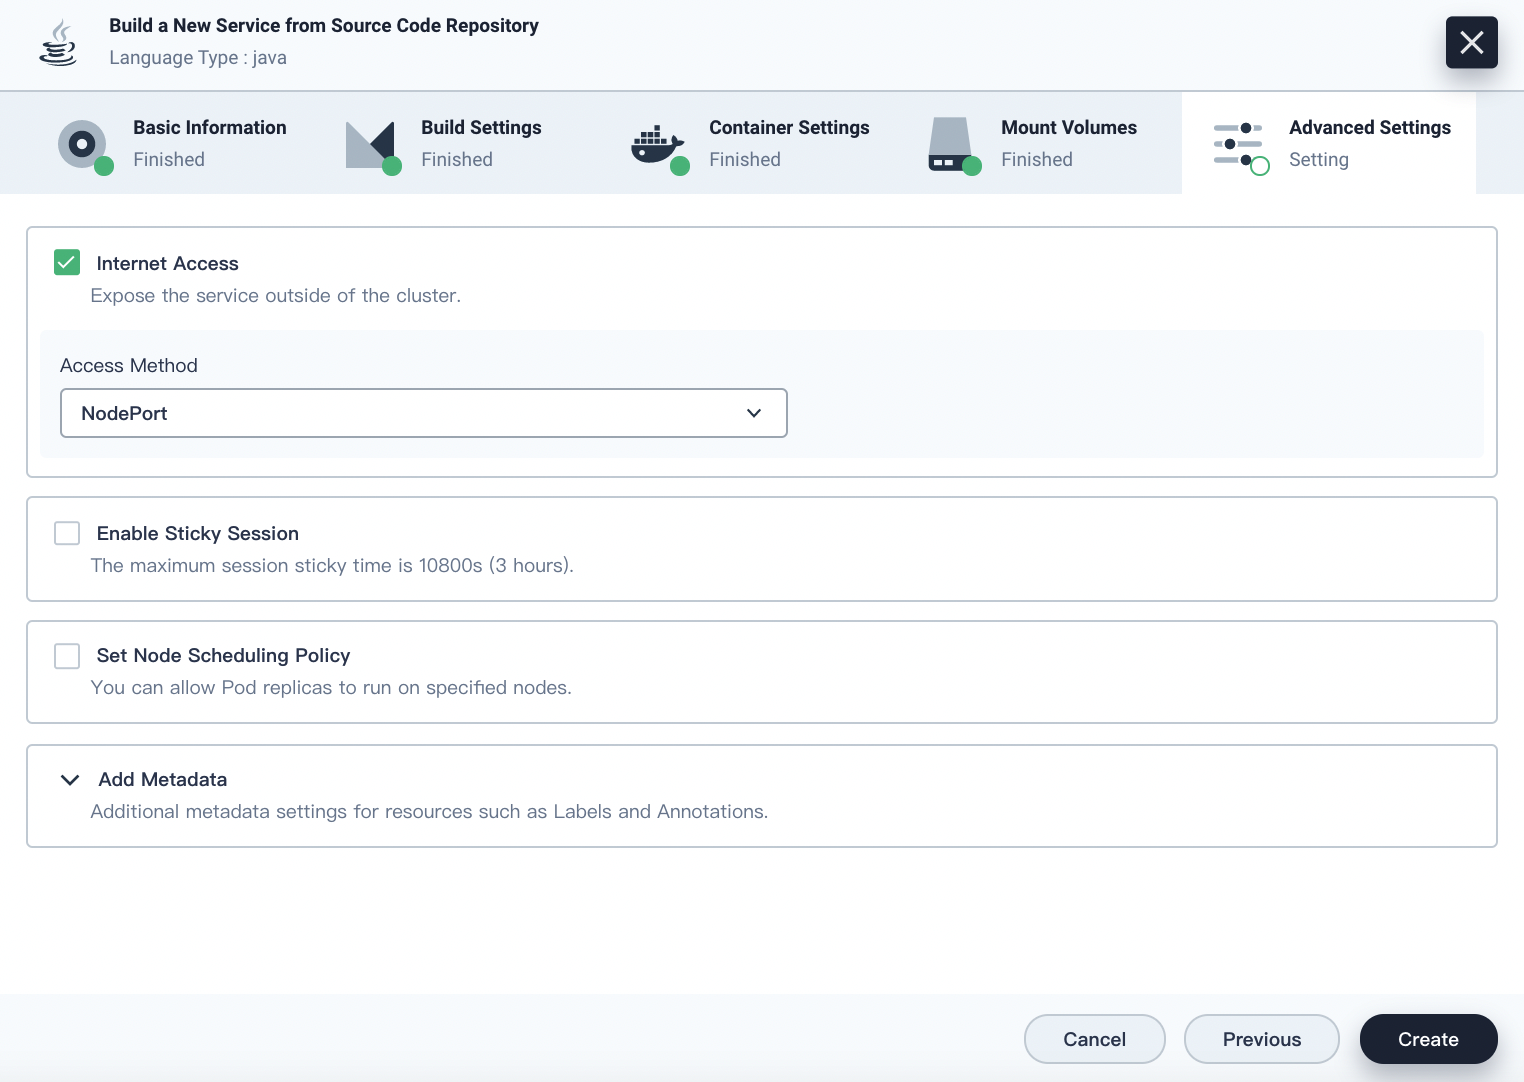 Build a New Service from Source Code Repository
Language Type : java
Basic Information
Finished
Build Settings
Finished
Container Settings
Finished
Mount Volumes
Finished
Advanced Settings
Setting
Internet Access
Expose the service outside of the cluster.
Access Method
NodePort
Enable Sticky Session
The maximum session sticky time is 10800s (3 hours).
Set Node Scheduling Policy
You can allow Pod replicas to run on specified nodes.
Add Metadata
Additional metadata settings for resources such as Labels and Annotations.
Cancel
Previous
Create